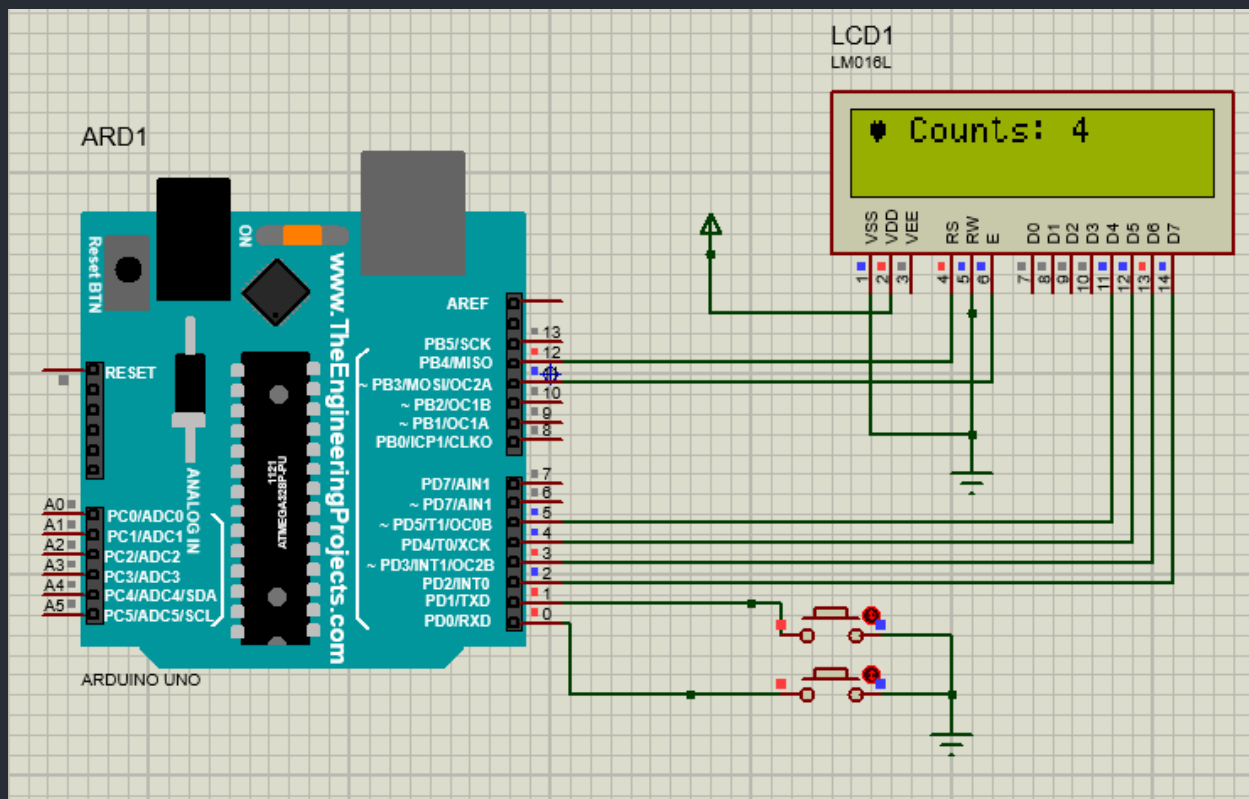 LCD1
LM016L
♥ Counts: 4
VSS
VDD
VEE
RS
RW
E
D0
D1
D2
D3
D4
D5
D6
D7
1
2
3
4
5
6
7
8
9
10
11
12
13
14
ARD1
Reset BTN
ON
www.TheEngineeringProjects.com
AREF
PB5/SCK
13
PB4/MISO
12
~ PB3/MOSI/OC2A
~ PB2/OC1B
10
~ PB1/OC1A
9
PB0/ICP1/CLKO
8
RESET
1121
ATMEGA328P-PU
ANALOG IN
PD7/AIN1
7
~ PD7/AIN1
6
~ PD5/T1/OC0B
5
PD4/T0/XCK
4
~ PD3/INT1/OC2B
3
PD2/INT0
2
PD1/TXD
1
PD0/RXD
0
A0
PC0/ADC0
A1
PC1/ADC1
A2
PC2/ADC2
A3
PC3/ADC3
A4
PC4/ADC4/SDA
A5
PC5/ADC5/SCL
ARDUINO UNO